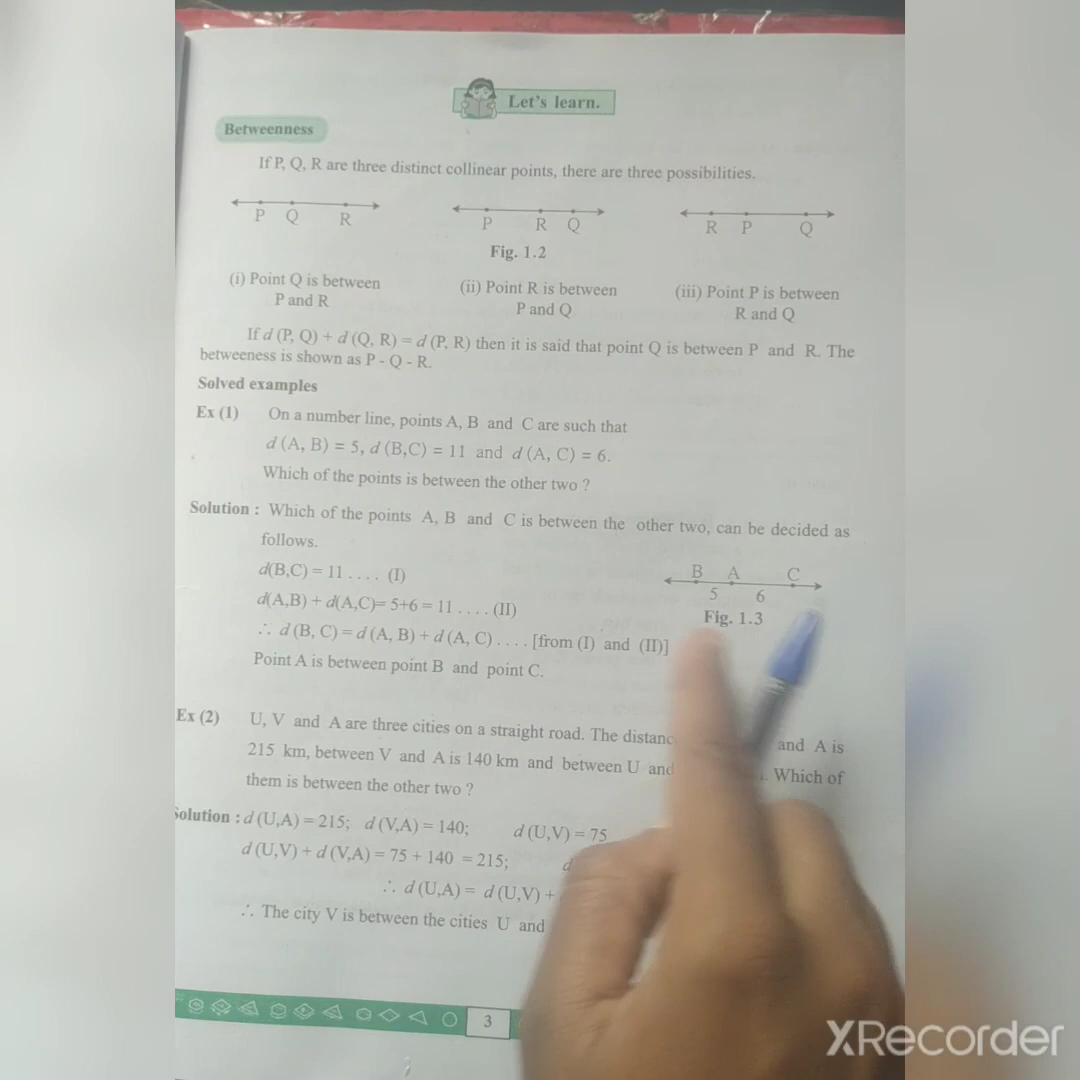 Let's learn.
Betweenness
If P, Q, R are three distinct collinear points, there are three possibilities.
P Q R
P R Q
R P Q
Fig. 1.2
(i) Point Q is between
P and R
(ii) Point R is between
P and Q
(iii) Point P is between
R and Q
If d (P, Q) + d (Q, R) = d (P, R) then it is said that point Q is between P and R. The
betweeness is shown as P - Q - R.
Solved examples
Ex (1) On a number line, points A, B and C are such that
d (A, B) = 5, d (B,C) = 11 and d (A, C) = 6.
Which of the points is between the other two ?
Solution : Which of the points A, B and C is between the other two, can be decided as
follows.
d(B,C) = 11 . . . . (I)
d(A,B) + d(A,C)= 5+6 = 11 . . . . (II)
∴ d (B, C) = d (A, B) + d (A, C) . . . . [from (I) and (II)]
Point A is between point B and point C.
B A C
5 6
Fig. 1.3
Ex (2) U, V and A are three cities on a straight road. The distanc and A is
215 km, between V and A is 140 km and between U and . Which of
them is between the other two ?
Solution : d (U,A) = 215; d (V,A) = 140; d (U,V) = 75
d (U,V) + d (V,A) = 75 + 140 = 215; d
∴ d (U,A) = d (U,V) +
∴ The city V is between the cities U and
3
XRecorder